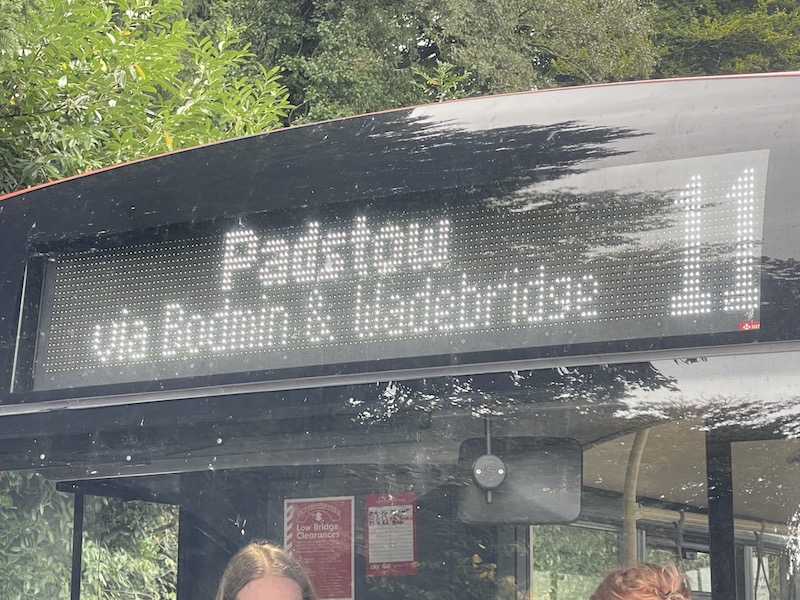 Padstow
via Bodmin & Wadebridge
11
Low Bridge
Clearances